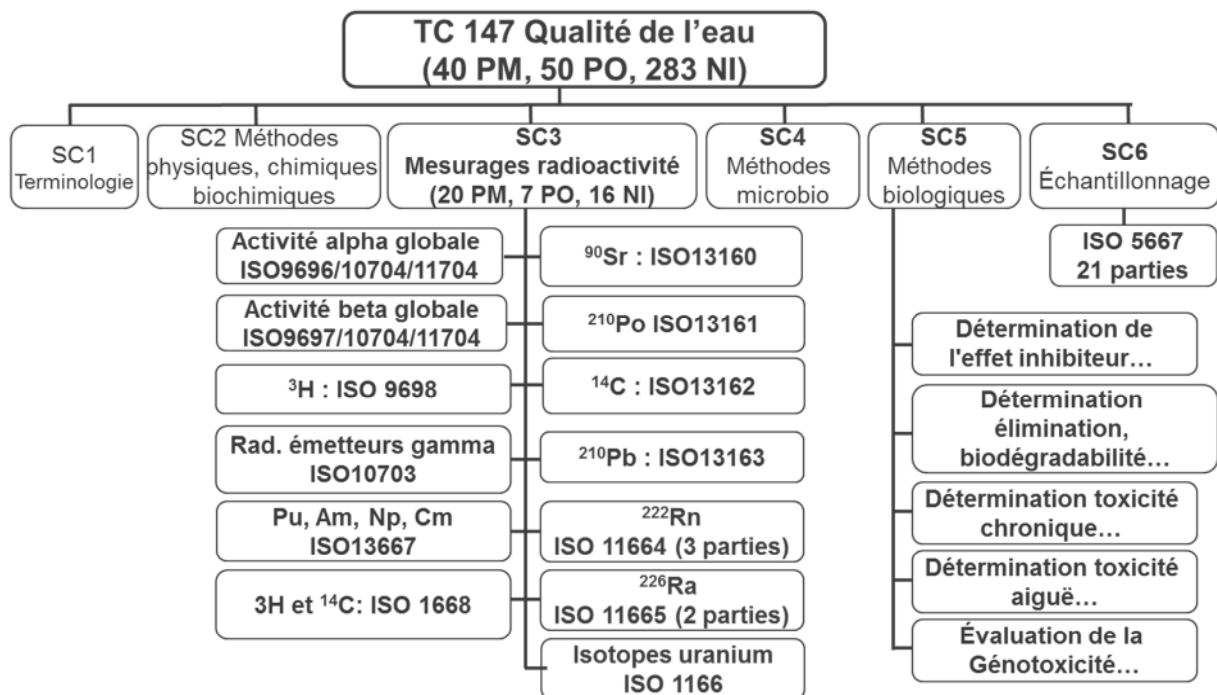 TC 147 Qualité de l’eau
(40 PM, 50 PO, 283 NI)
SC1
Terminologie
SC2 Méthodes
physiques, chimiques
biochimiques
SC3
Mesurages radioactivité
(20 PM, 7 PO, 16 NI)
SC4
Méthodes
microbio
SC5
Méthodes
biologiques
SC6
Échantillonnage
Activité alpha globale
ISO9696/10704/11704
Activité beta globale
ISO9697/10704/11704
³H : ISO 9698
Rad. émetteurs gamma
ISO10703
Pu, Am, Np, Cm
ISO13667
3H et ¹⁴C: ISO 1668
⁹⁰Sr : ISO13160
²¹⁰Po ISO13161
¹⁴C : ISO13162
²¹⁰Pb : ISO13163
²²²Rn
ISO 11664 (3 parties)
²²⁶Ra
ISO 11665 (2 parties)
Isotopes uranium
ISO 1166
Détermination de
l'effet inhibiteur…
Détermination
élimination,
biodégradabilité…
Détermination toxicité
chronique…
Détermination toxicité
aiguë…
Évaluation de la
Génotoxicité…
ISO 5667
21 parties